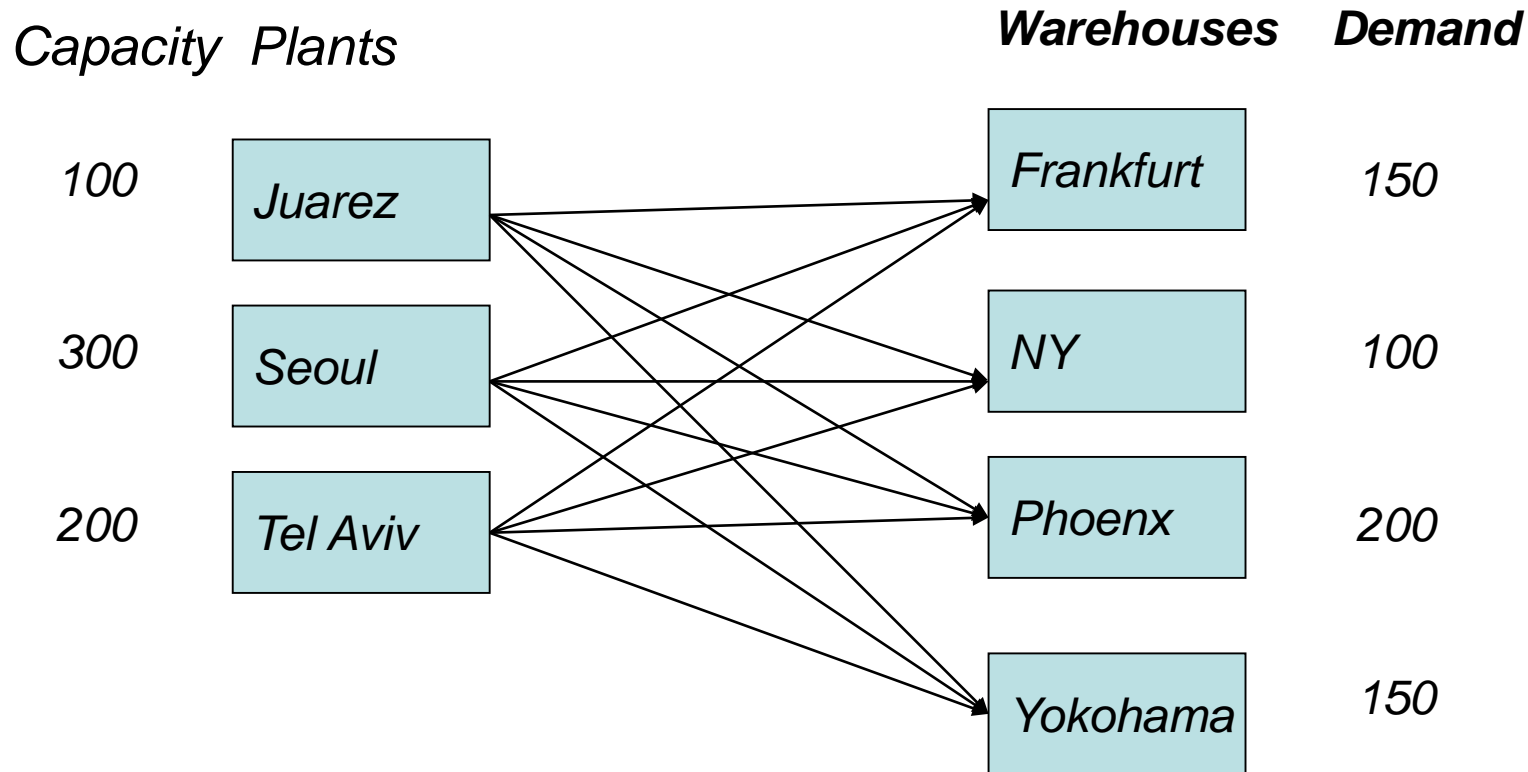 Capacity Plants Warehouses Demand
100 Juarez Frankfurt 150
300 Seoul NY 100
200 Tel Aviv Phoenx 200
Yokohama 150